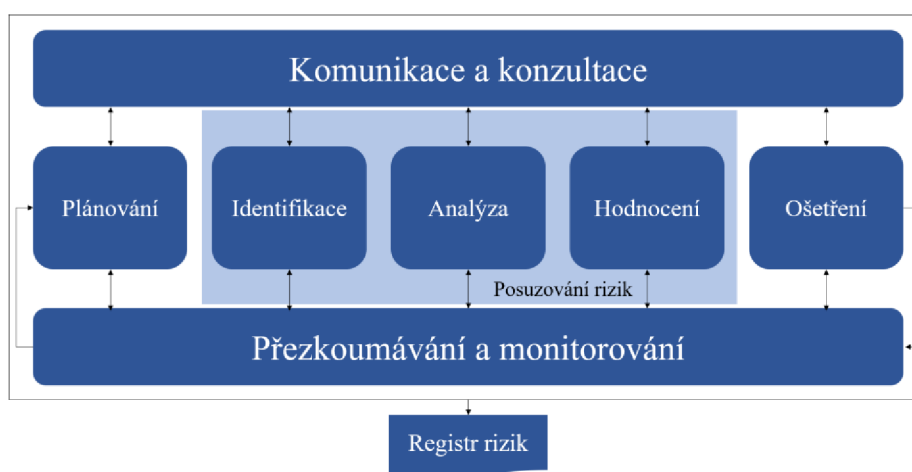 Komunikace a konzultace
Plánování
Identifikace
Analýza
Hodnocení
Ošetření
Posuzování rizik
Přezkoumávání a monitorování
Registr rizik